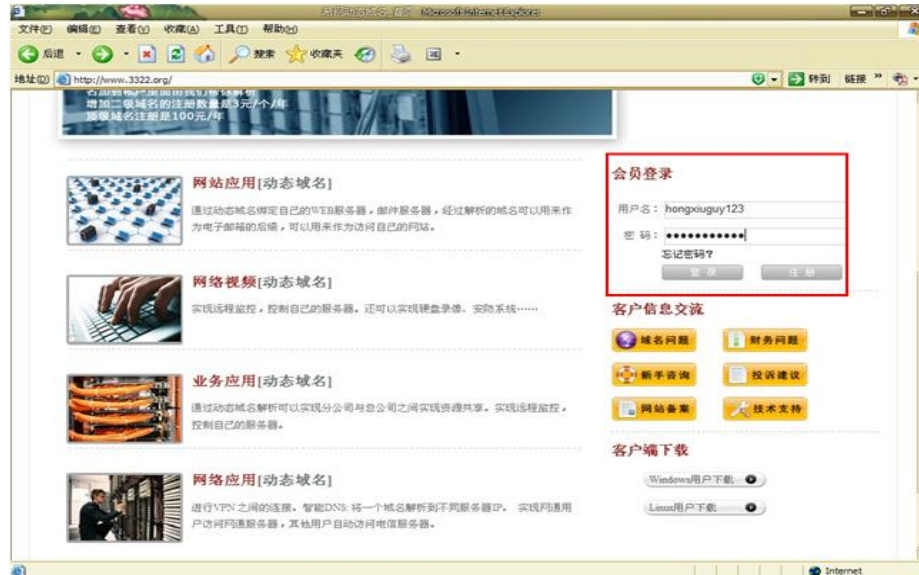 Microsoft Internet Explorer
文件(F) 编辑(E) 查看(V) 收藏(A) 工具(T) 帮助(H)
后退 搜索 收藏夹
地址(D) http://www.3322.org/ 转到 链接 »
增加二级域名的注册数量是3元/个/年
顶级域名注册是100元/年
网站应用[动态域名]
通过动态域名绑定自己的WEB服务器，邮件服务器，经过解析的域名可以用来作
为电子邮箱的后缀，可以用来作为访问自己的网站。
网络视频[动态域名]
实现远程监控，控制自己的服务器。还可以实现硬盘录像、安防系统……
业务应用[动态域名]
通过动态域名解析可以实现分公司与总公司之间实现资源共享。实现远程监控，
控制自己的服务器。
网络应用[动态域名]
进行VPN 之间的连接。智能DNS: 将一个域名解析到不同服务器IP。 实现网通用
户访问网通服务器，其他用户自动访问电信服务器。
会员登录
用户名： hongxiuguy123
密 码： ●●●●●●●●●●●
忘记密码?
登 录 注 册
客户信息交流
域名问题 财务问题
新手咨询 投诉建议
网站备案 技术支持
客户端下载
Windows用户下载
Linux用户下载
Internet